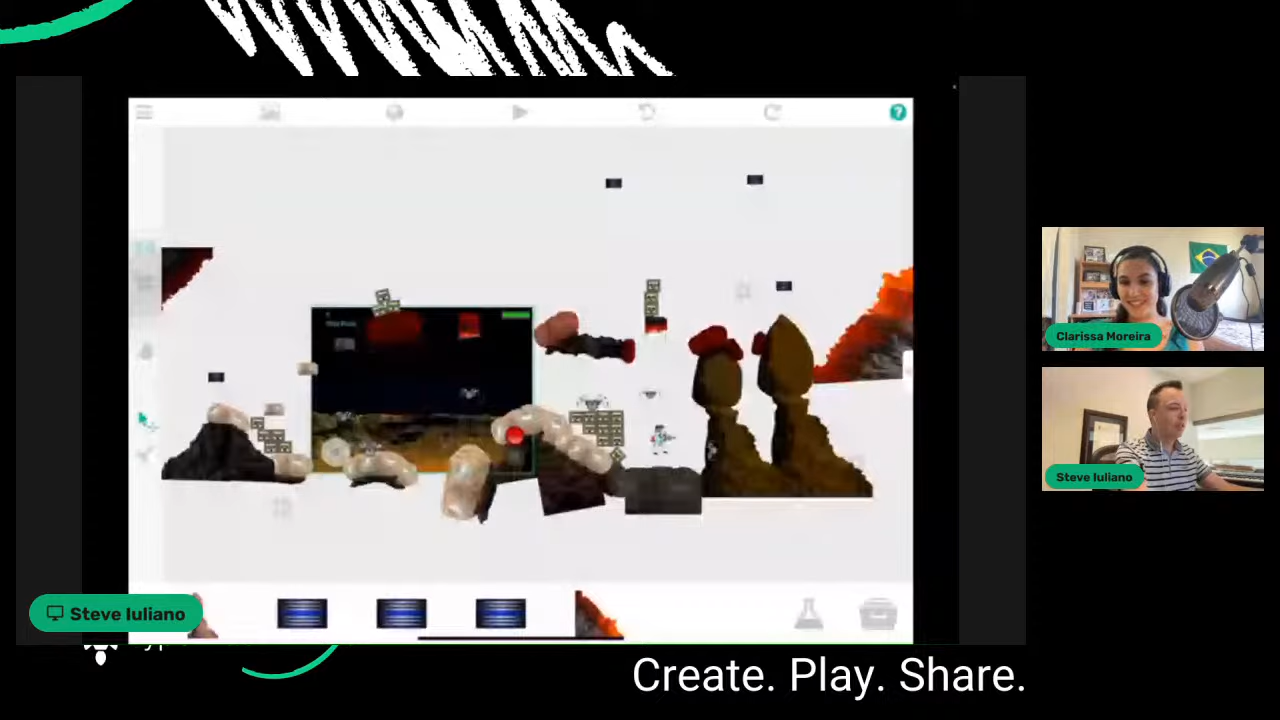 ?
Clarissa Moreira
Steve Iuliano
Steve Iuliano
Create. Play. Share.